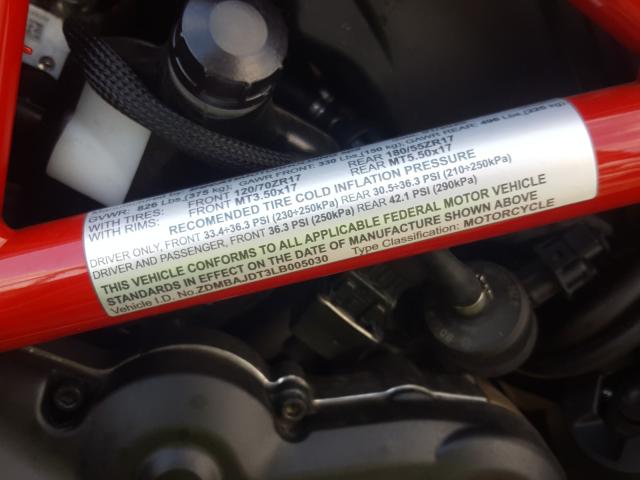 GVWR: 826 Lbs (375 kg); GAWR FRONT: 330 Lbs (150 kg); GAWR REAR: 496 Lbs (225 kg)
WITH TIRES: FRONT 120/70ZR17 REAR 180/55ZR17
WITH RIMS: FRONT MT3.50x17 REAR MT5.50x17
RECOMENDED TIRE COLD INFLATION PRESSURE
DRIVER ONLY, FRONT 33.4÷36.3 PSI (230÷250kPa) REAR 30.5÷36.3 PSI (210÷250kPa)
DRIVER AND PASSENGER, FRONT 36.3 PSI (250kPa) REAR 42.1 PSI (290kPa)
THIS VEHICLE CONFORMS TO ALL APPLICABLE FEDERAL MOTOR VEHICLE
STANDARDS IN EFFECT ON THE DATE OF MANUFACTURE SHOWN ABOVE
Vehicle I.D. No. ZDMBAJDT3LB005030 Type Classification: MOTORCYCLE